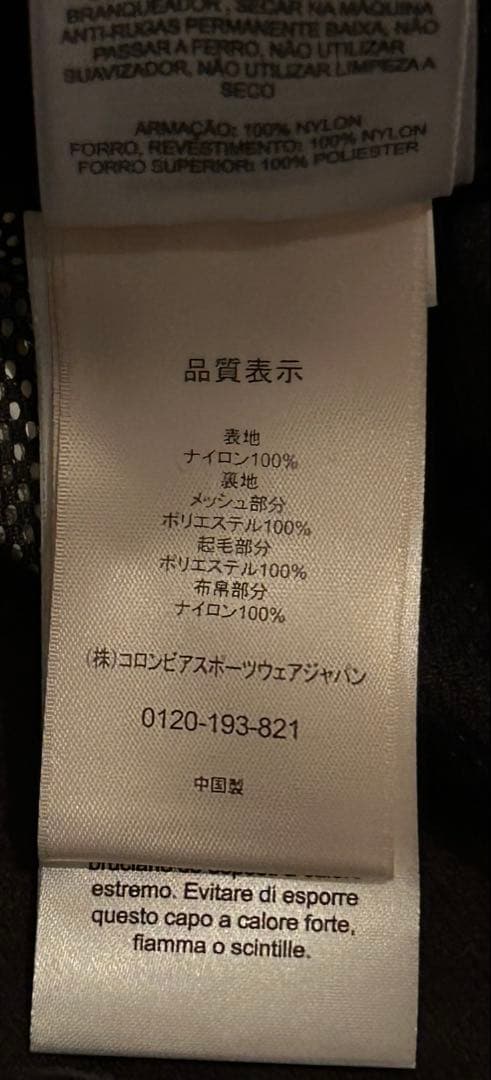 BRANQUEADOR, SECAR NA MÁQUINA
ANTI-RUGAS PERMANENTE BAIXA, NÃO
PASSAR A FERRO, NÃO UTILIZAR
SUAVIZADOR, NÃO UTILIZAR LIMPEZA A
SECO
ARMAÇÃO: 100% NYLON
FORRO, REVESTIMENTO: 100% NYLON
FORRO SUPERIOR: 100% POLIESTER
品質表示
表地
ナイロン100%
裏地
メッシュ部分
ポリエステル100%
起毛部分
ポリエステル100%
布帛部分
ナイロン100%
(株)コロンビアスポーツウェアジャパン
0120-193-821
中国製
estremo. Evitare di esporre
questo capo a calore forte,
fiamma o scintille.